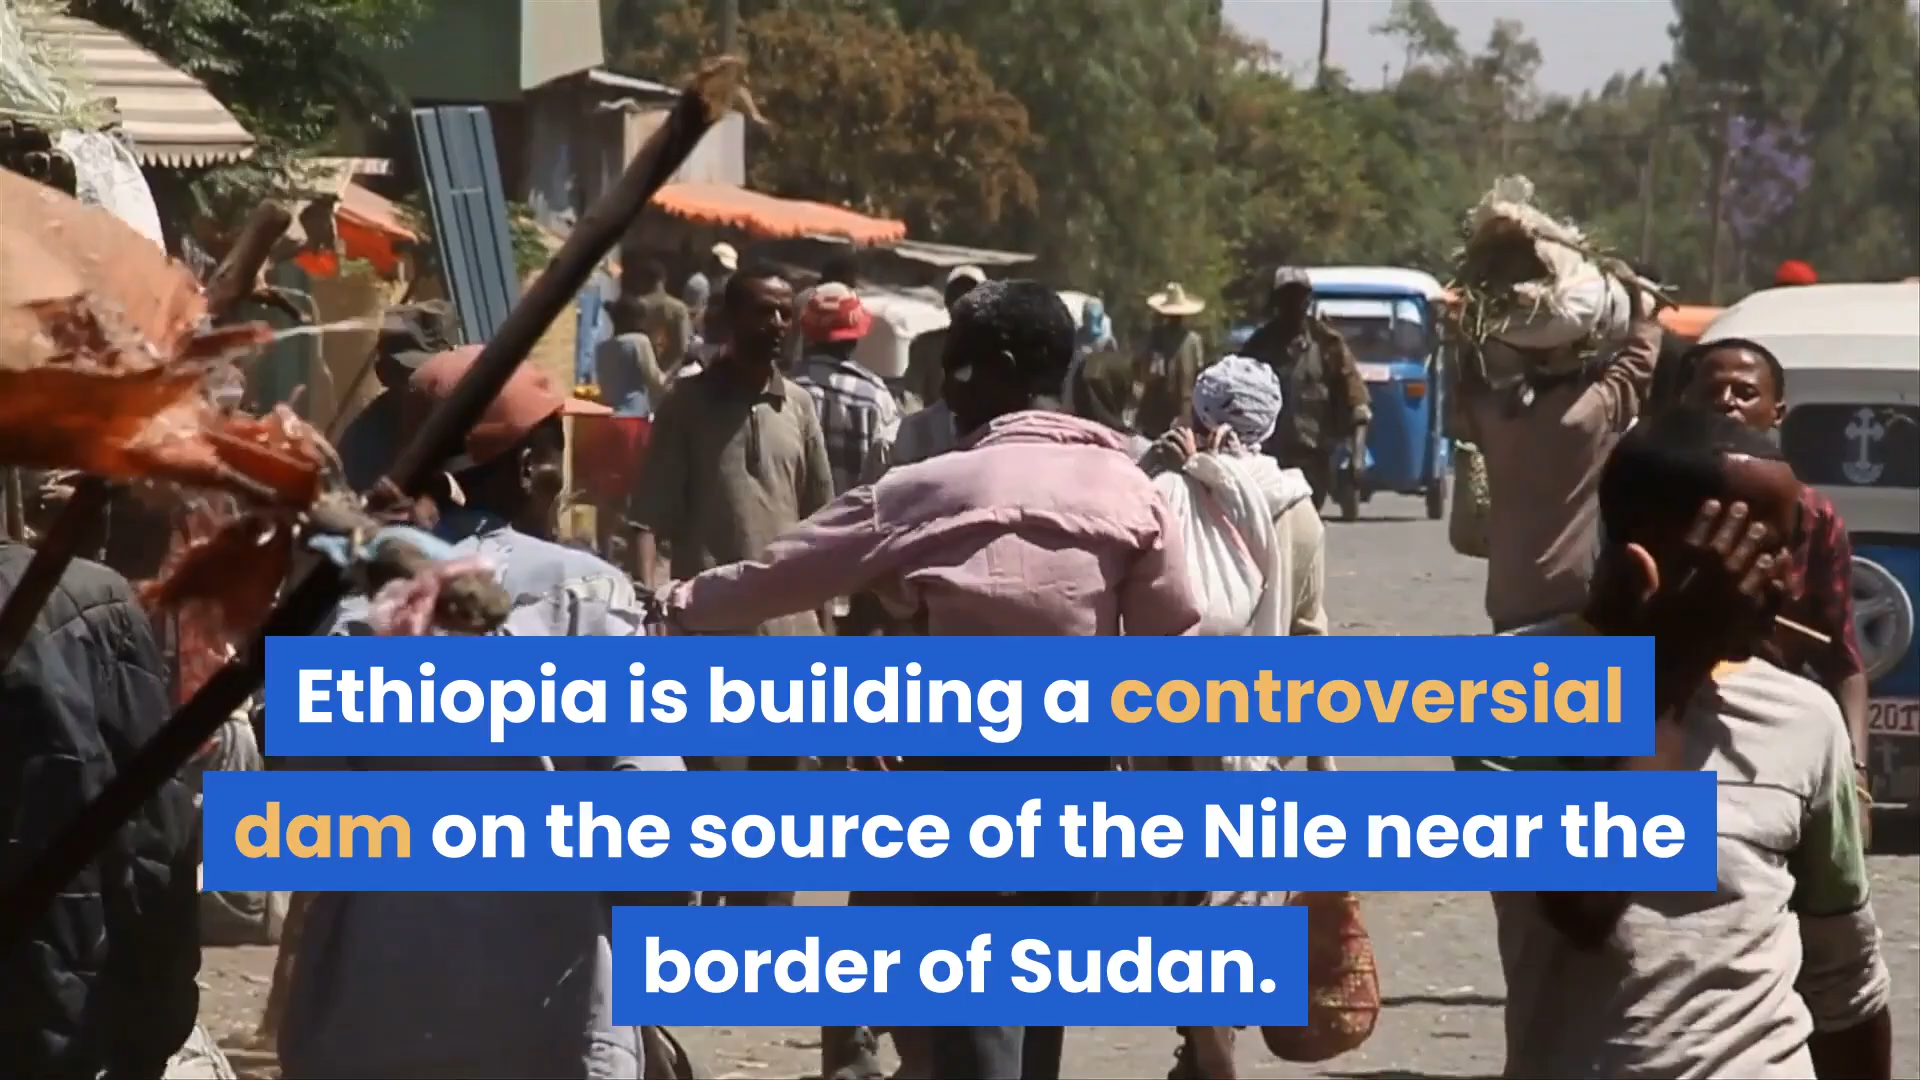 Ethiopia is building a controversial
dam on the source of the Nile near the
border of Sudan.